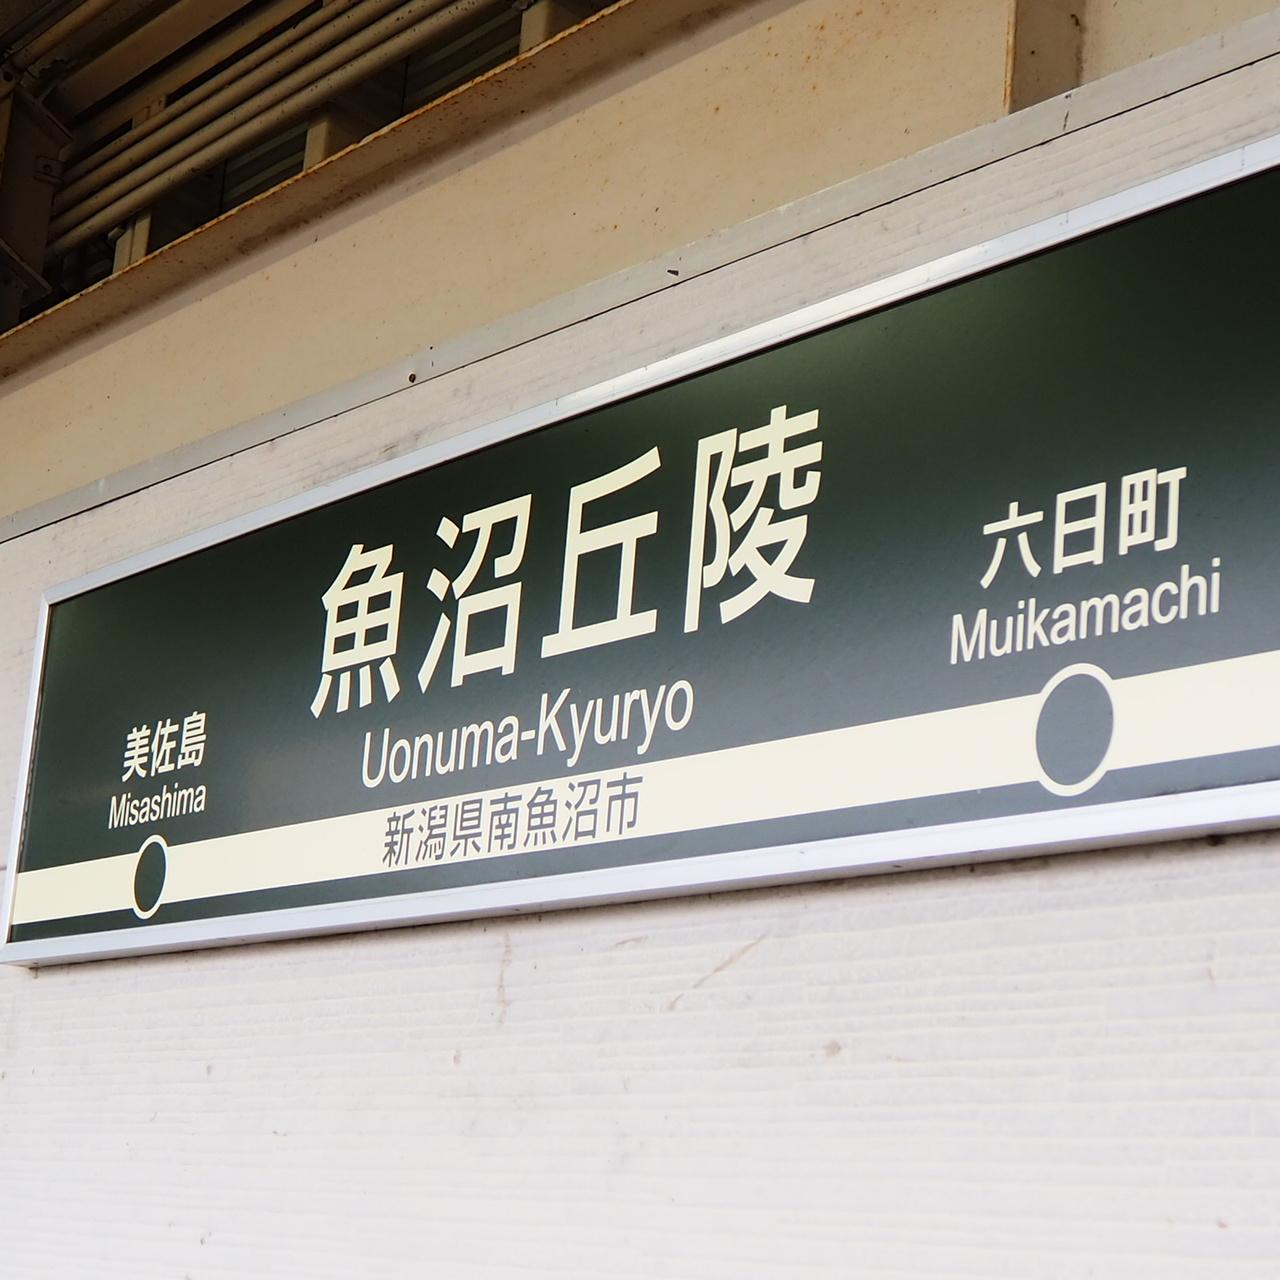 魚沼丘陵
Uonuma-Kyuryo
新潟県南魚沼市
美佐島
Misashima
六日町
Muikamachi